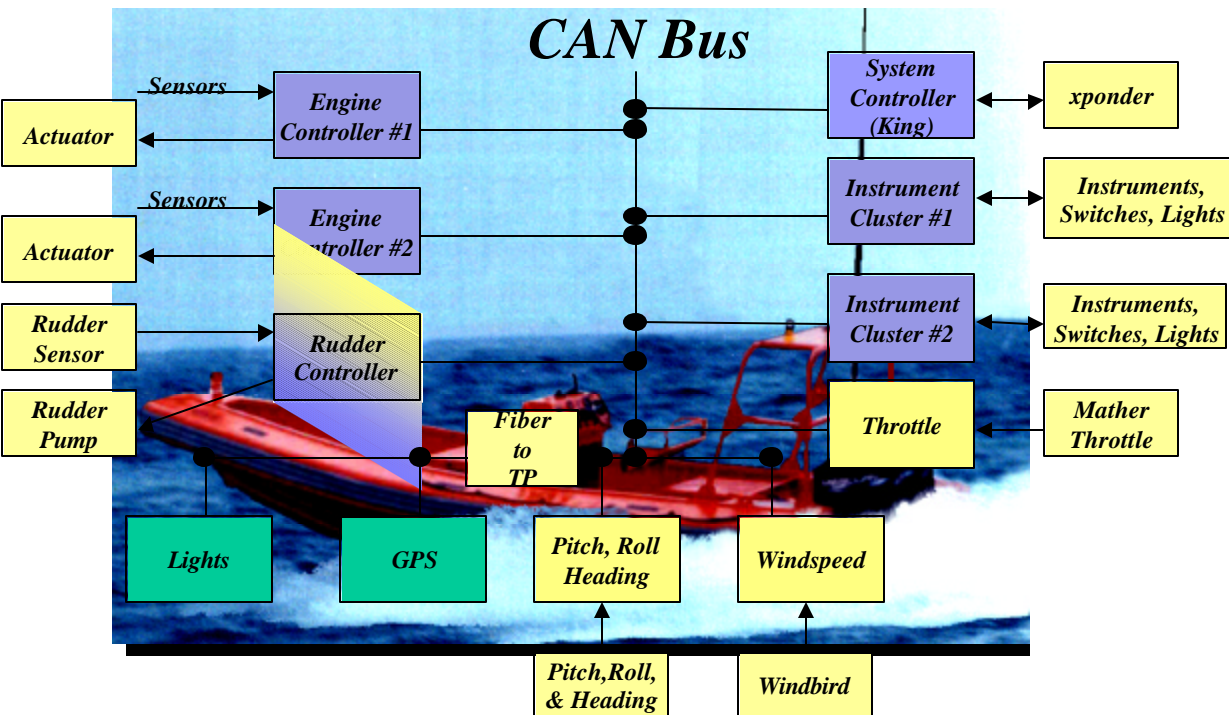 CAN Bus
Sensors
Engine
Controller #1
Actuator
System
Controller
(King)
xponder
Sensors
Engine
ntroller #2
Actuator
Instrument
Cluster #1
Instruments,
Switches, Lights
Rudder
Sensor
Rudder
Controller
Instrument
Cluster #2
Instruments,
Switches, Lights
Rudder
Pump
Fiber
to
TP
Throttle
Mather
Throttle
Lights
GPS
Pitch, Roll
Heading
Windspeed
Pitch,Roll,
& Heading
Windbird